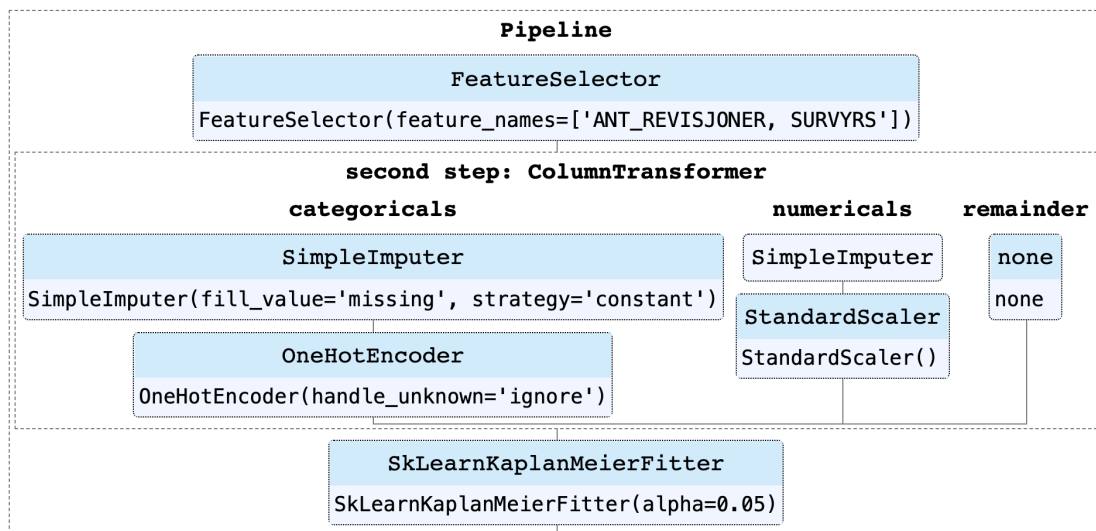 Pipeline
FeatureSelector
FeatureSelector(feature_names=['ANT_REVISJONER, SURVYRS'])
second step: ColumnTransformer
categoricals
numericals
remainder
SimpleImputer
SimpleImputer(fill_value='missing', strategy='constant')
OneHotEncoder
OneHotEncoder(handle_unknown='ignore')
SimpleImputer
StandardScaler
StandardScaler()
none
none
SkLearnKaplanMeierFitter
SkLearnKaplanMeierFitter(alpha=0.05)